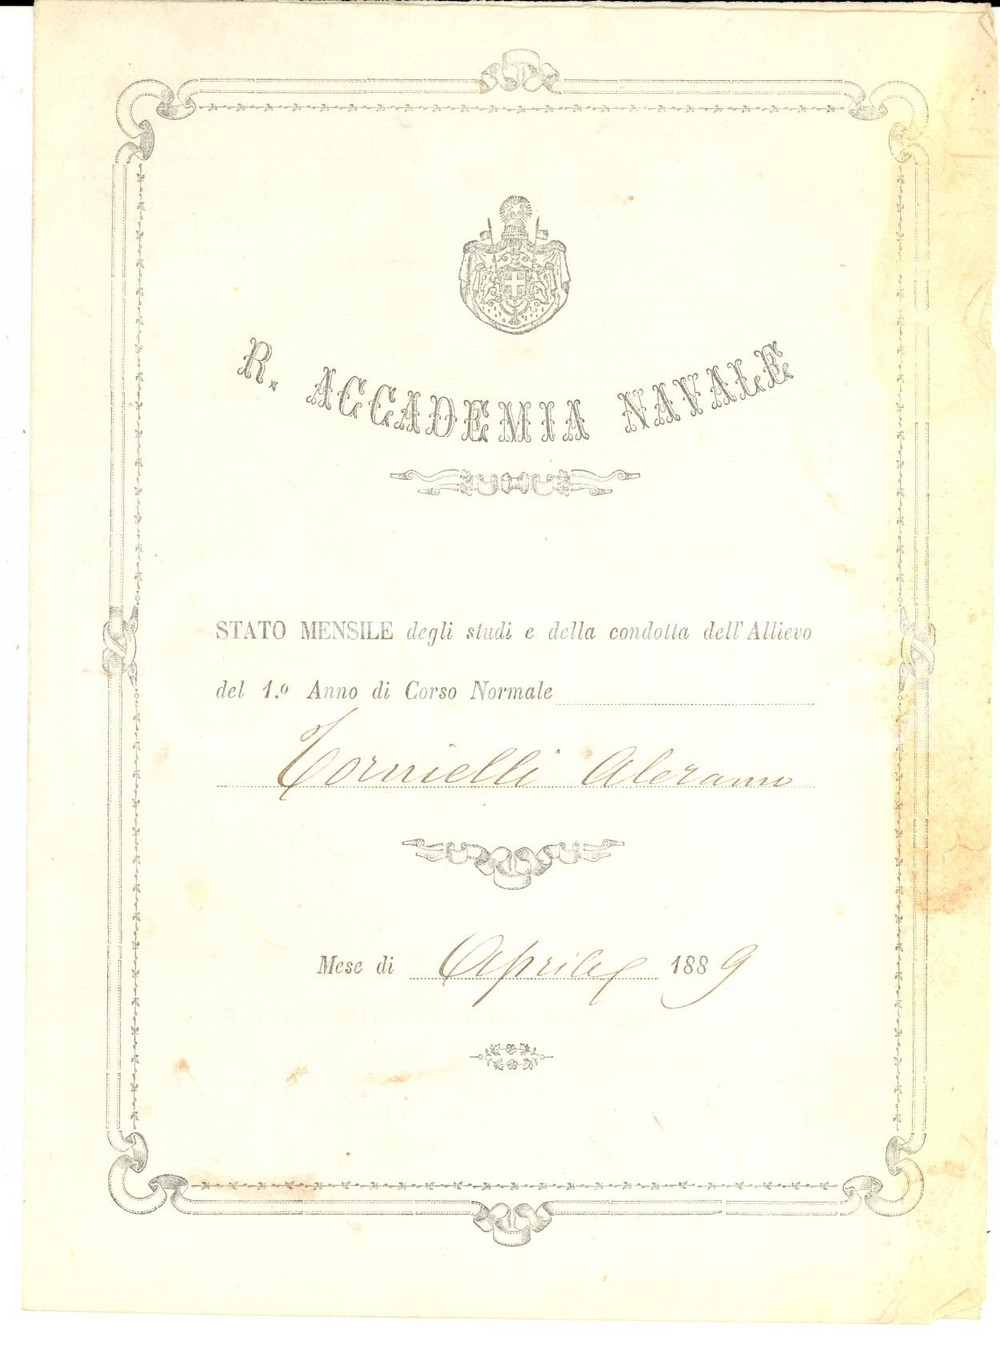 R. ACCADEMIA NAVALE
STATO MENSILE degli studi e della condotta dell'Allievo
del 1.º Anno di Corso Normale
Tornielli Aleramo
Mese di Aprile 1889